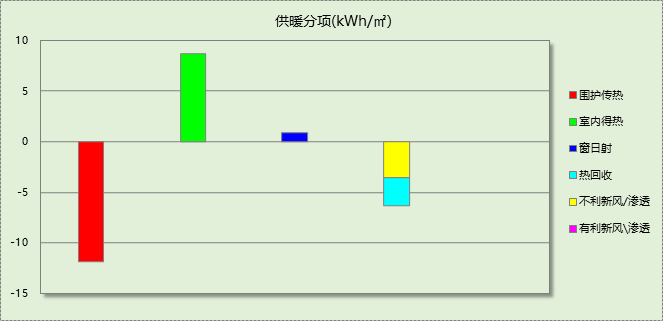 供暖分项(kWh/㎡)
10
5
0
-5
-10
-15
围护传热
室内得热
窗日射
热回收
不利新风/渗透
有利新风\渗透